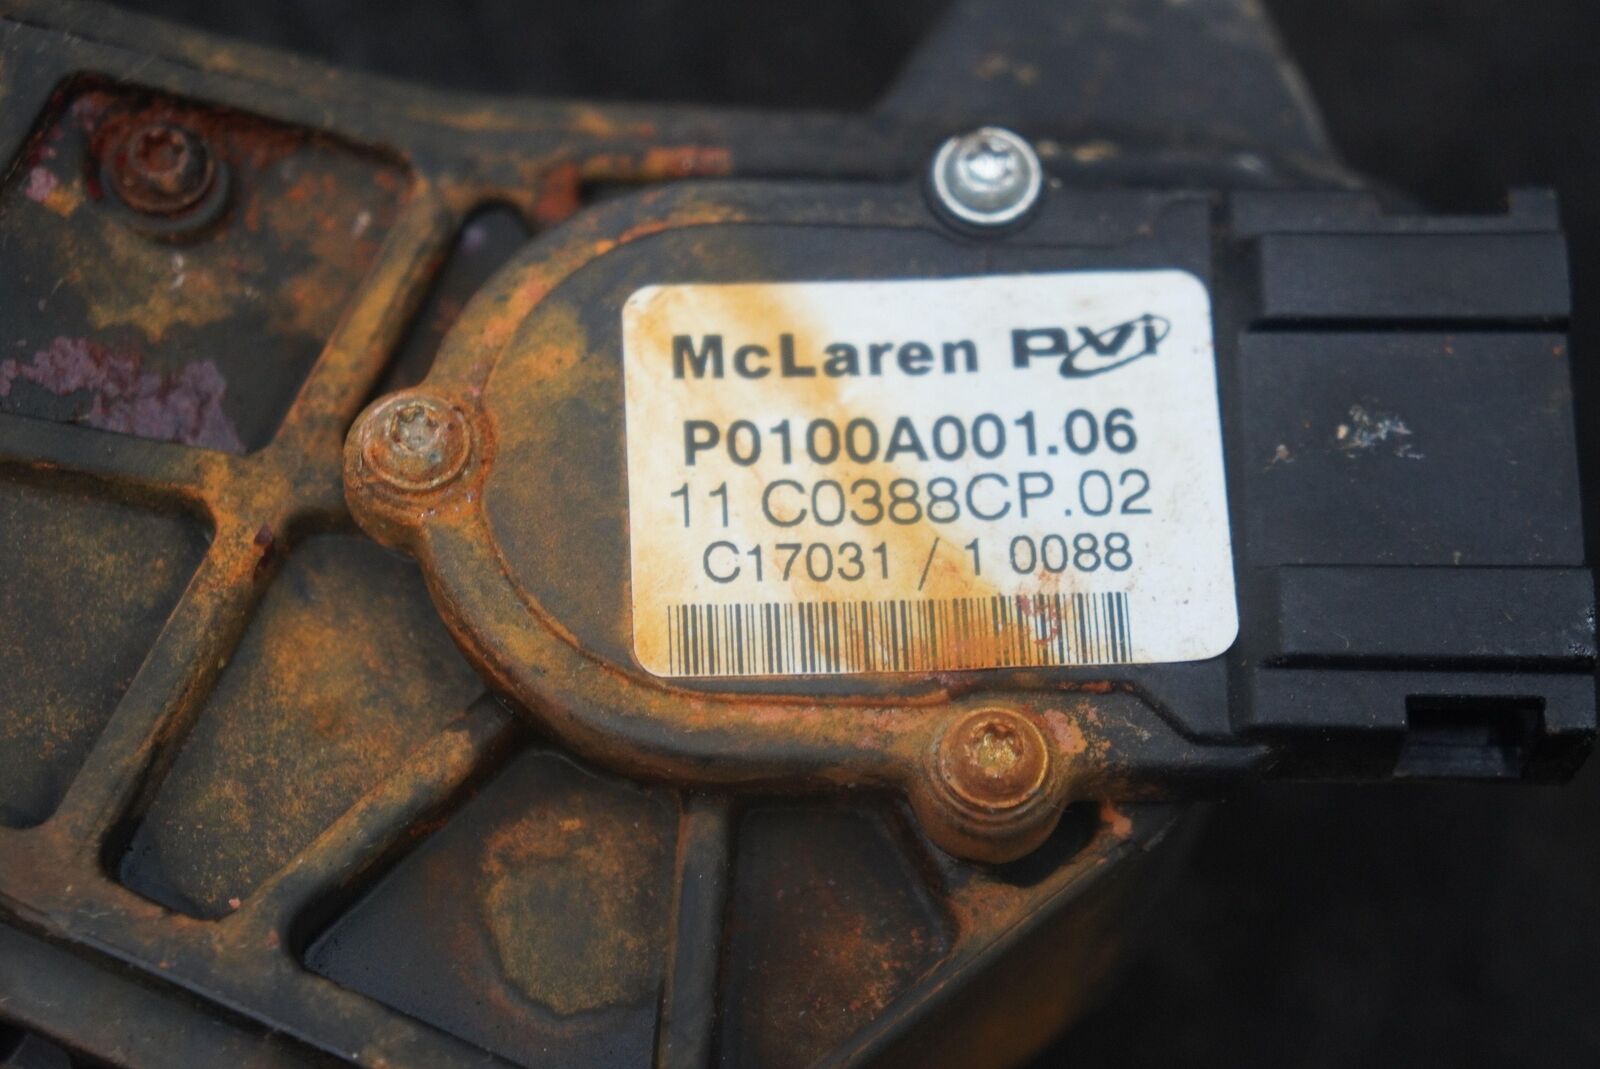 McLaren PVi
P0100A001.06
11 C0388CP.02
C17031 / 1 0088